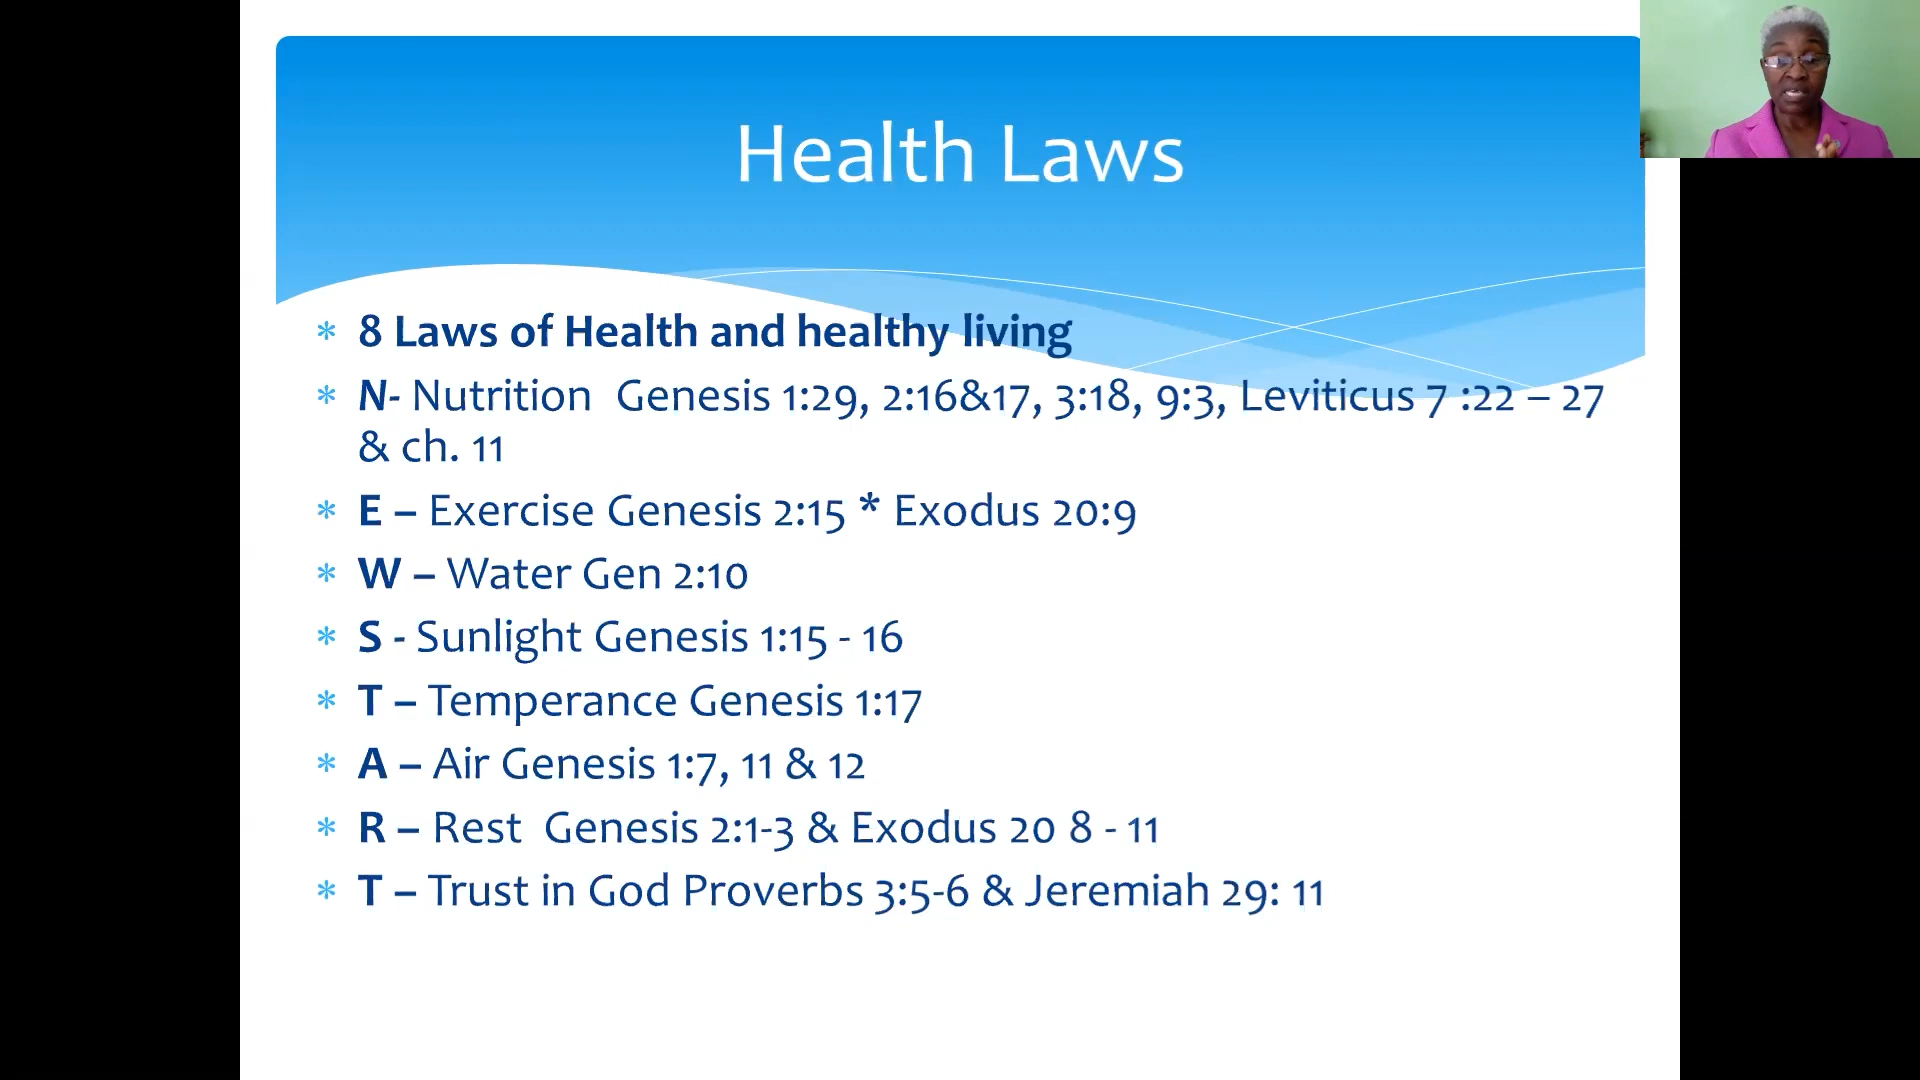 Health Laws
* 8 Laws of Health and healthy living
* N- Nutrition  Genesis 1:29, 2:16&17, 3:18, 9:3, Leviticus 7 :22 – 27
& ch. 11
* E – Exercise Genesis 2:15 * Exodus 20:9
* W – Water Gen 2:10
* S - Sunlight Genesis 1:15 - 16
* T – Temperance Genesis 1:17
* A – Air Genesis 1:7, 11 & 12
* R – Rest  Genesis 2:1-3 & Exodus 20 8 - 11
* T – Trust in God Proverbs 3:5-6 & Jeremiah 29: 11